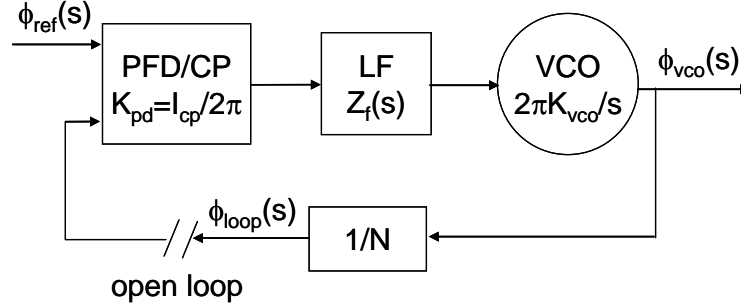 ϕref(s)
PFD/CP
Kpd=Icp/2π
LF
Zf(s)
VCO
2πKvco/s
ϕvco(s)
ϕloop(s)
1/N
open loop